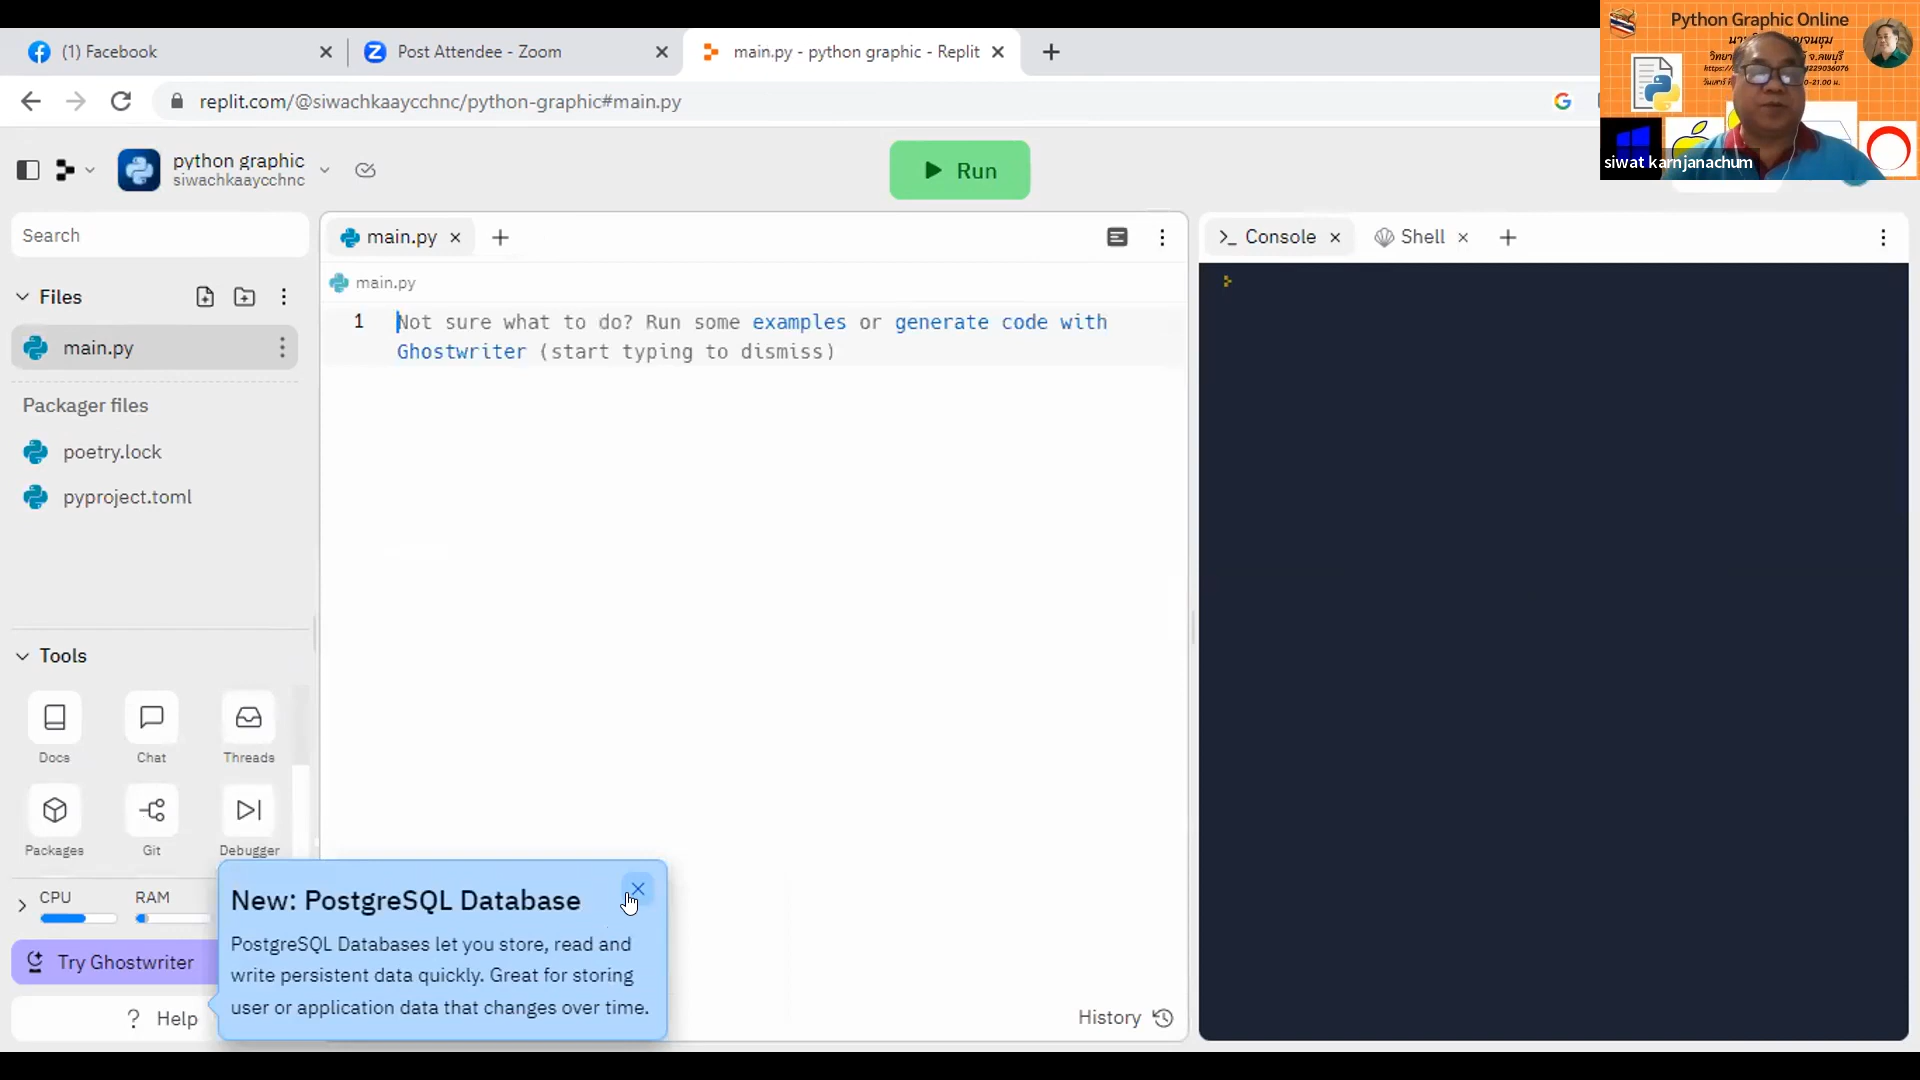 (1) Facebook
Post Attendee - Zoom
main.py - python graphic - Replit
Python Graphic Online
replit.com/@siwachkaaycchnc/python-graphic#main.py
siwat karnjanachum
python graphic
siwachkaaycchnc
Run
Search
main.py
Console
Shell
Files
main.py
main.py
1
Not sure what to do? Run some examples or generate code with
Ghostwriter (start typing to dismiss)
Packager files
poetry.lock
pyproject.toml
Tools
Docs
Chat
Threads
Packages
Git
Debugger
CPU
RAM
Try Ghostwriter
? Help
New: PostgreSQL Database
PostgreSQL Databases let you store, read and
write persistent data quickly. Great for storing
user or application data that changes over time.
History